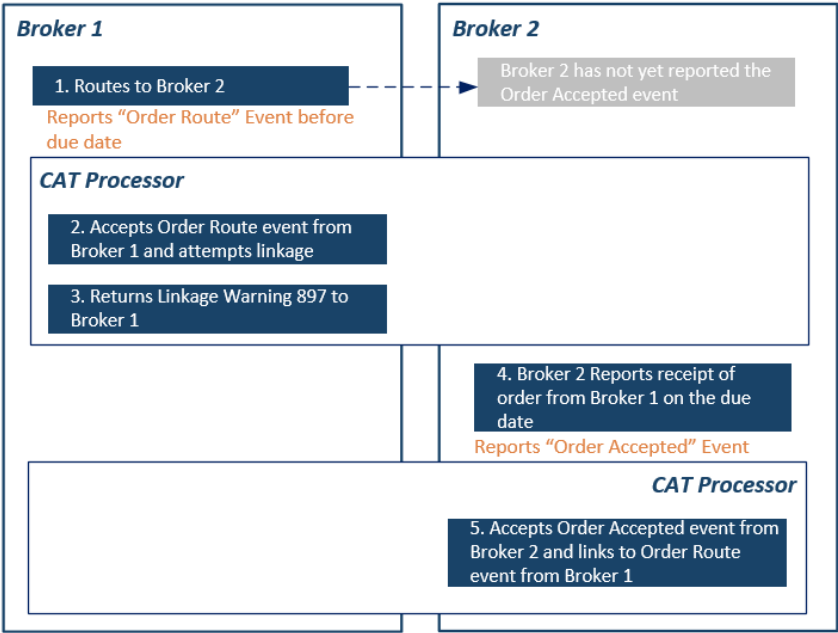 Broker 1
Broker 2
1. Routes to Broker 2
Broker 2 has not yet reported the
Order Accepted event
Reports “Order Route” Event before
due date
CAT Processor
2. Accepts Order Route event from
Broker 1 and attempts linkage
3. Returns Linkage Warning 897 to
Broker 1
4. Broker 2 Reports receipt of
order from Broker 1 on the due
date
Reports “Order Accepted” Event
CAT Processor
5. Accepts Order Accepted event from
Broker 2 and links to Order Route
event from Broker 1